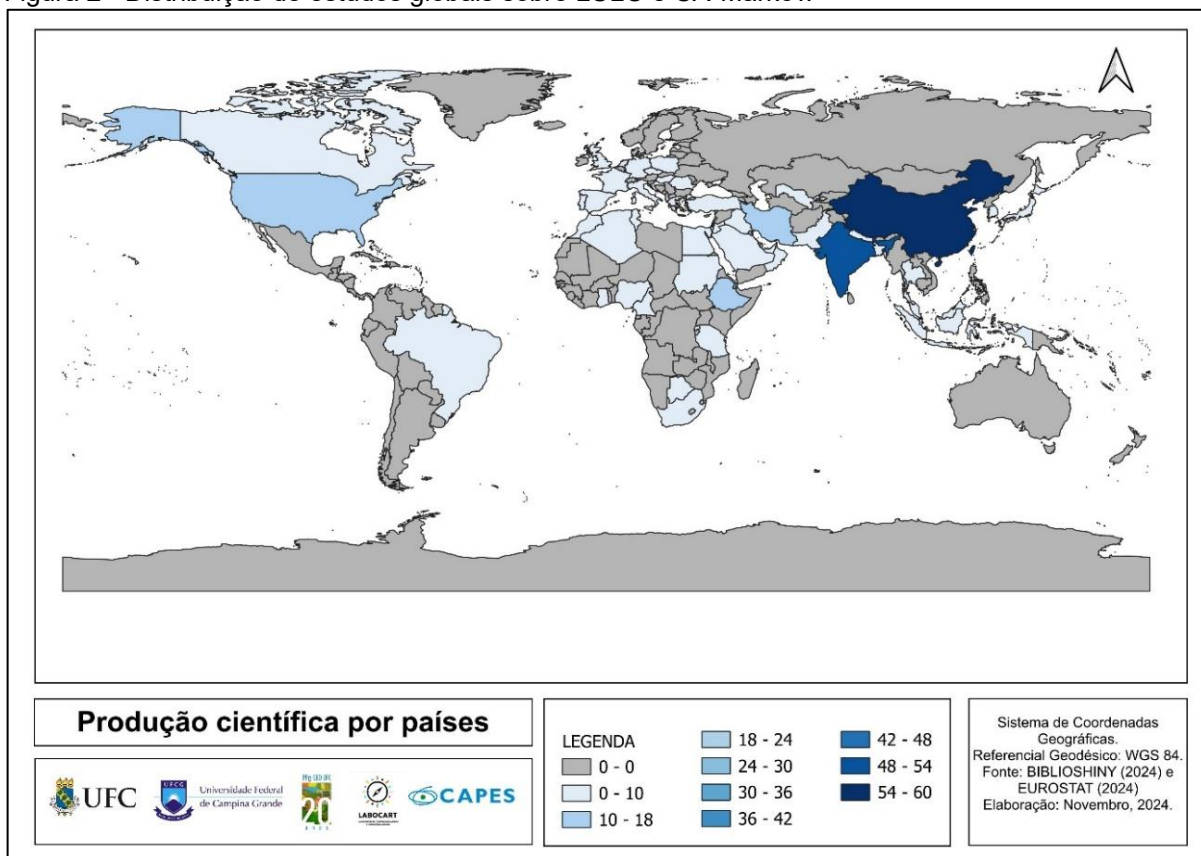 Produção científica por países
UFC
UFCG
Universidade Federal
de Campina Grande
20
ANOS
LABOCART
CAPES
LEGENDA
0 - 0
0 - 10
10 - 18
18 - 24
24 - 30
30 - 36
36 - 42
42 - 48
48 - 54
54 - 60
Sistema de Coordenadas
Geográficas.
Referencial Geodésico: WGS 84.
Fonte: BIBLIOSHINY (2024) e
EUROSTAT (2024)
Elaboração: Novembro, 2024.